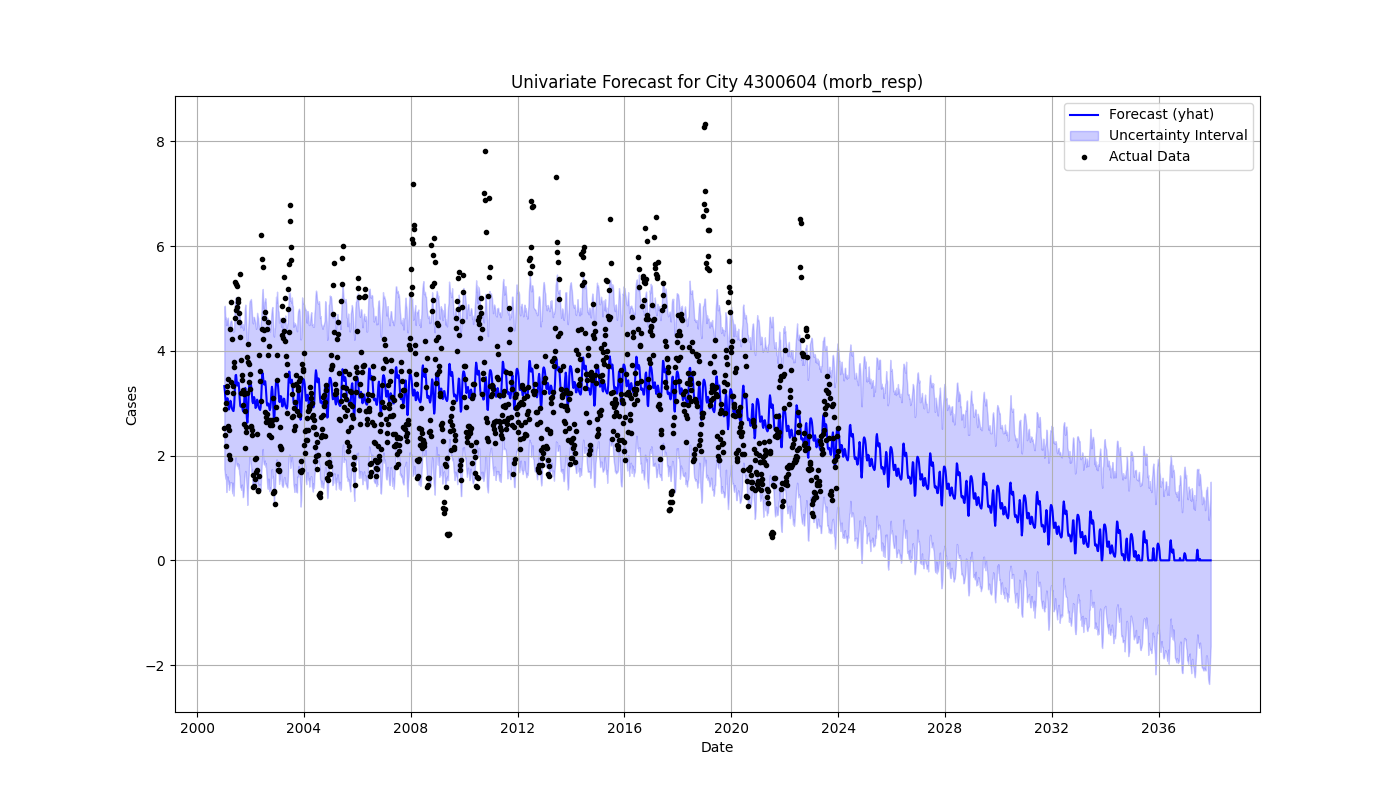 Univariate Forecast for City 4300604 (morb_resp)
Forecast (yhat)
Uncertainty Interval
Actual Data
Cases
8
6
4
2
0
−2
2000 2004 2008 2012 2016 2020 2024 2028 2032 2036
Date